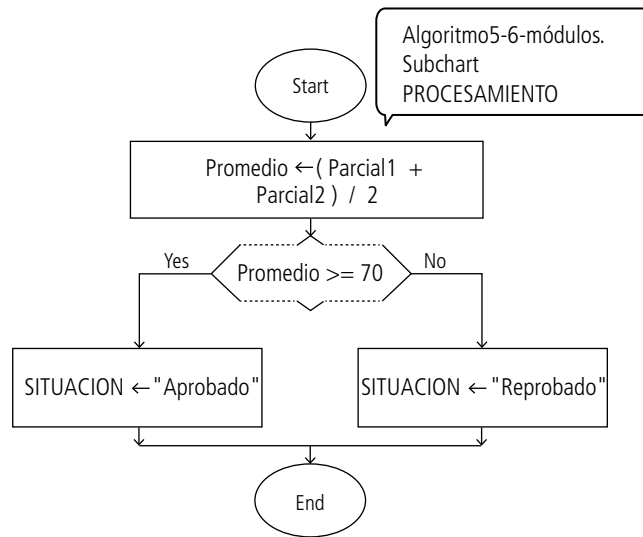 Algoritmo5-6-módulos.
Subchart
PROCESAMIENTO
Start
Promedio ←( Parcial1 +
Parcial2 ) / 2
Yes
Promedio >= 70
No
SITUACION ← "Aprobado"
SITUACION ← "Reprobado"
End